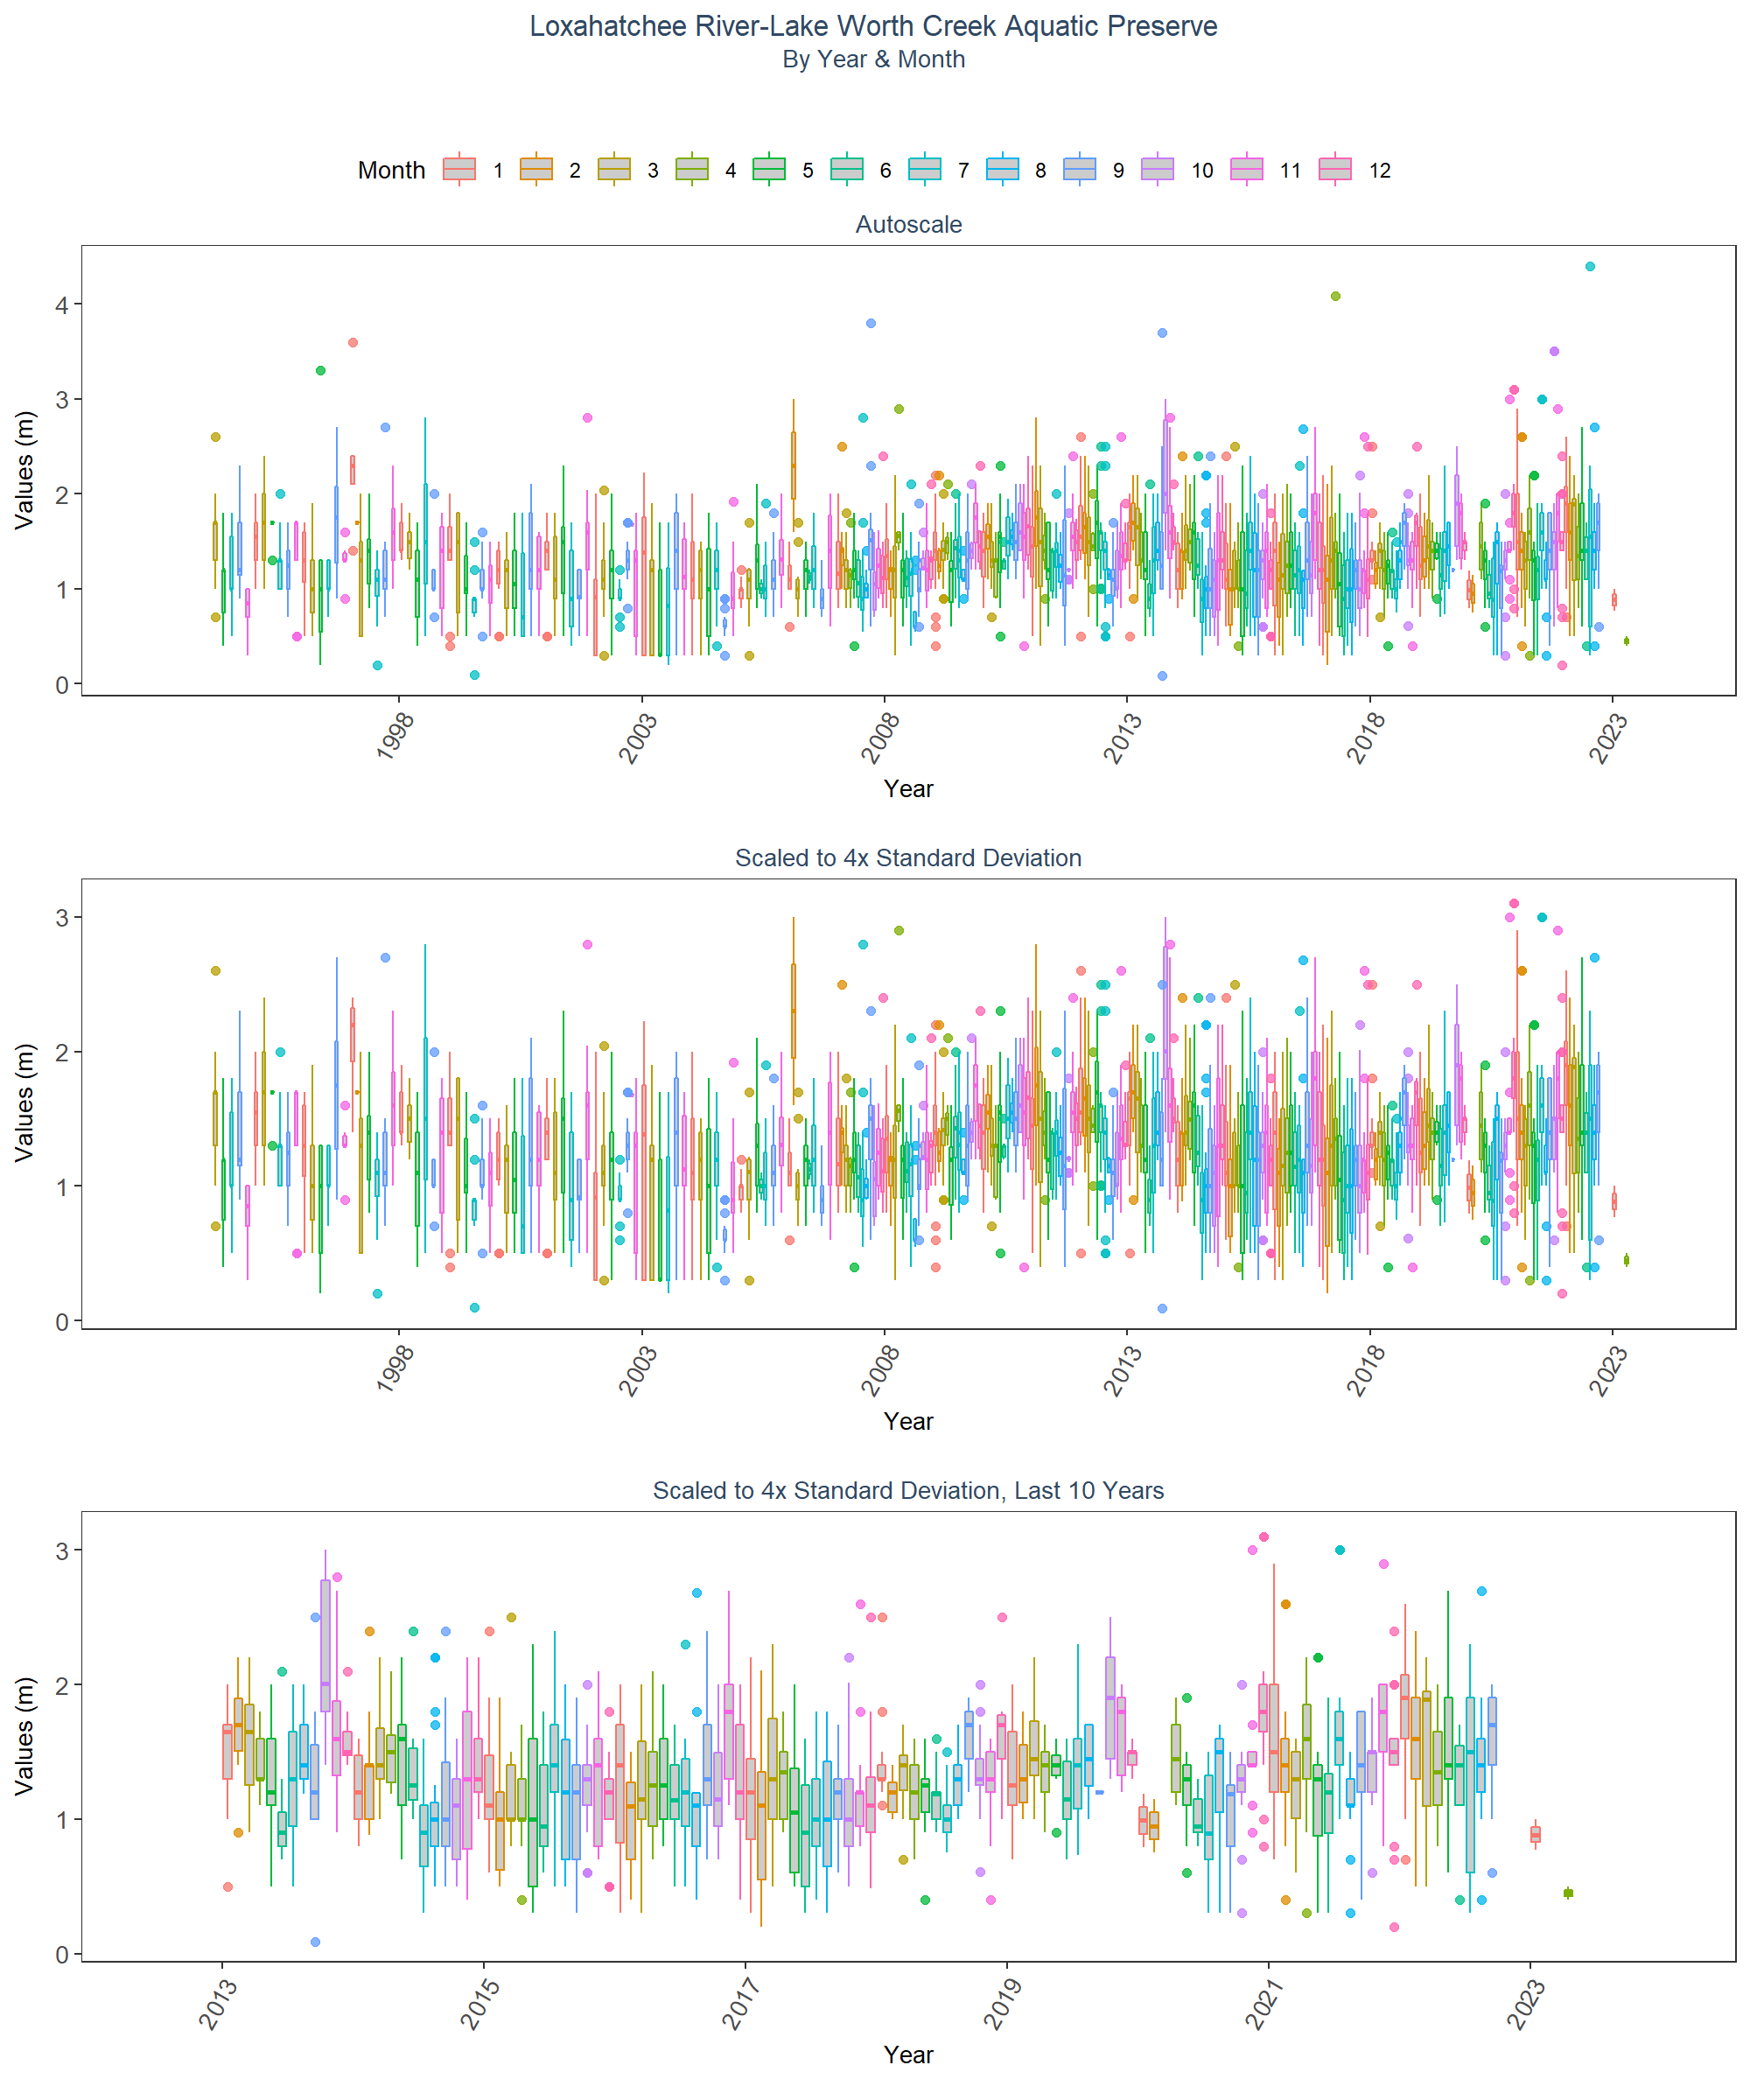 Loxahatchee River-Lake Worth Creek Aquatic Preserve
By Year & Month
Month 1 2 3 4 5 6 7 8 9 10 11 12
Autoscale
Values (m)
4
3
2
1
0
1998 2003 2008 2013 2018 2023
Year
Scaled to 4x Standard Deviation
Values (m)
3
2
1
0
1998 2003 2008 2013 2018 2023
Year
Scaled to 4x Standard Deviation, Last 10 Years
Values (m)
3
2
1
0
2013 2015 2017 2019 2021 2023
Year